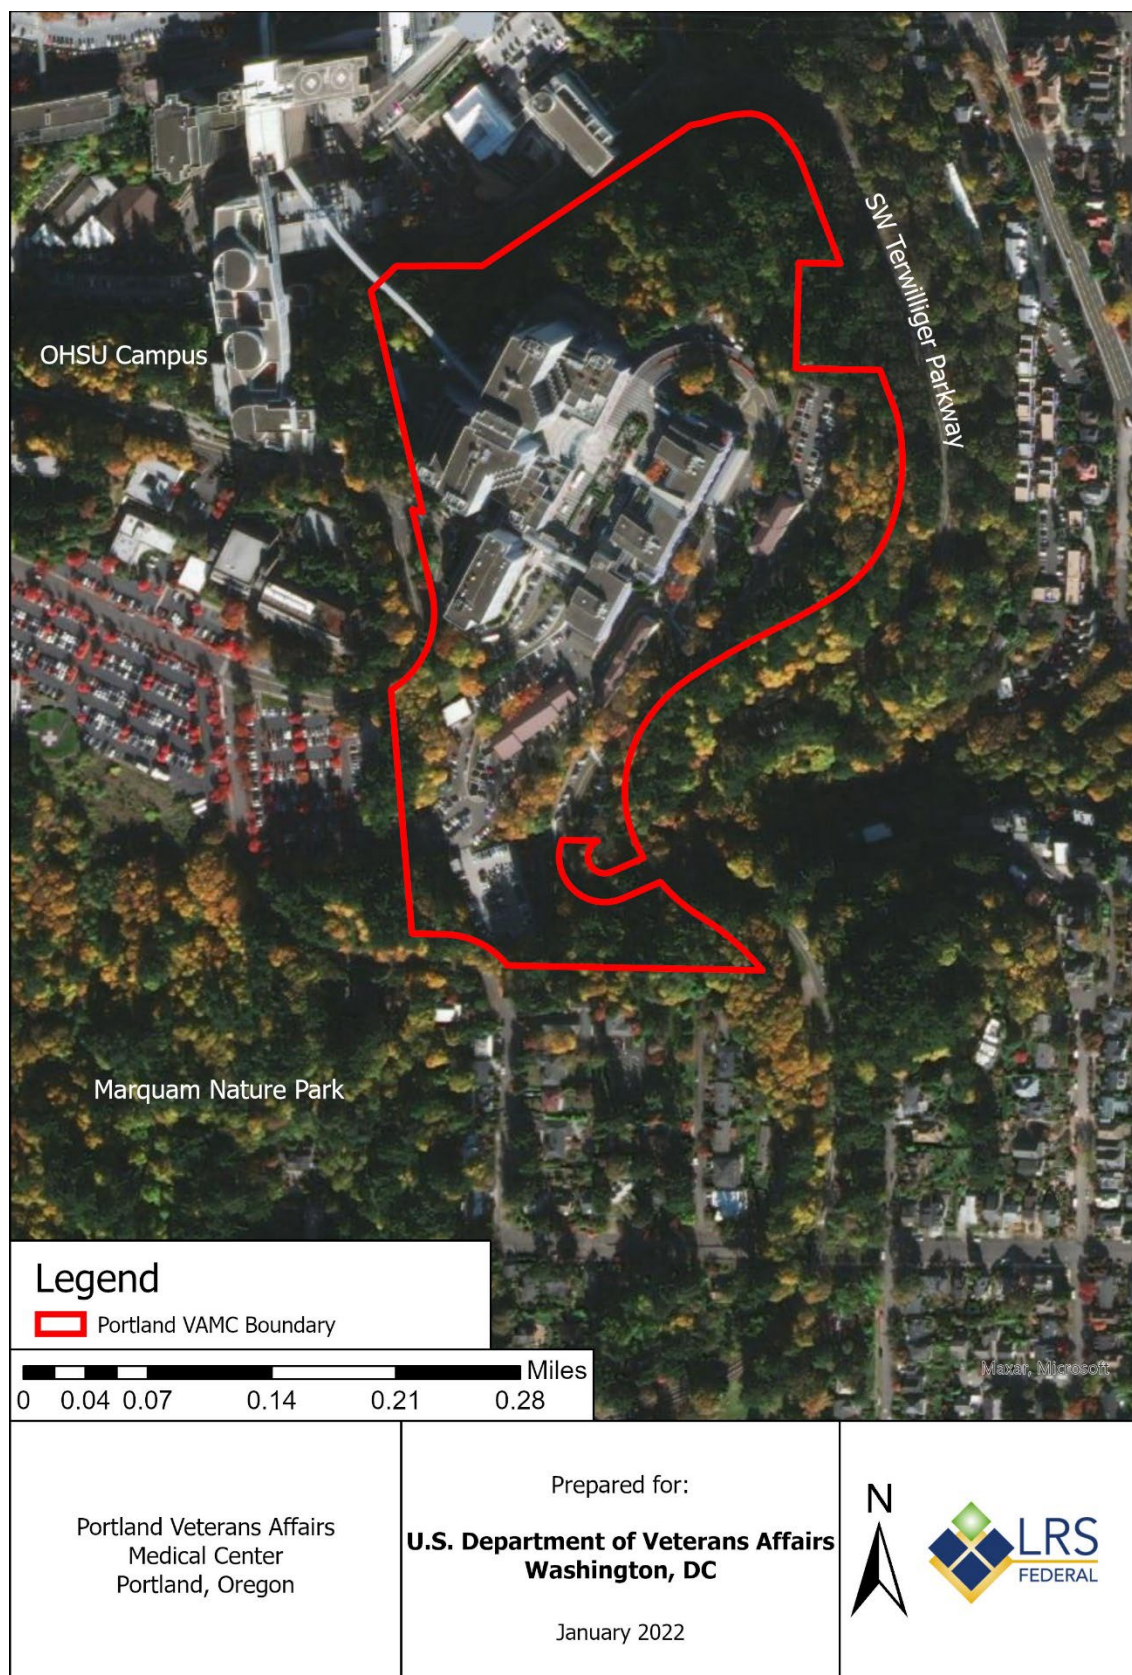 SW Terwilliger Parkway
OHSU Campus
Marquam Nature Park
Legend
Portland VAMC Boundary
Miles
0 0.04 0.07 0.14 0.21 0.28
Maxar, Microsoft
Portland Veterans Affairs
Medical Center
Portland, Oregon
Prepared for:
U.S. Department of Veterans Affairs
Washington, DC
January 2022
N
LRS
FEDERAL